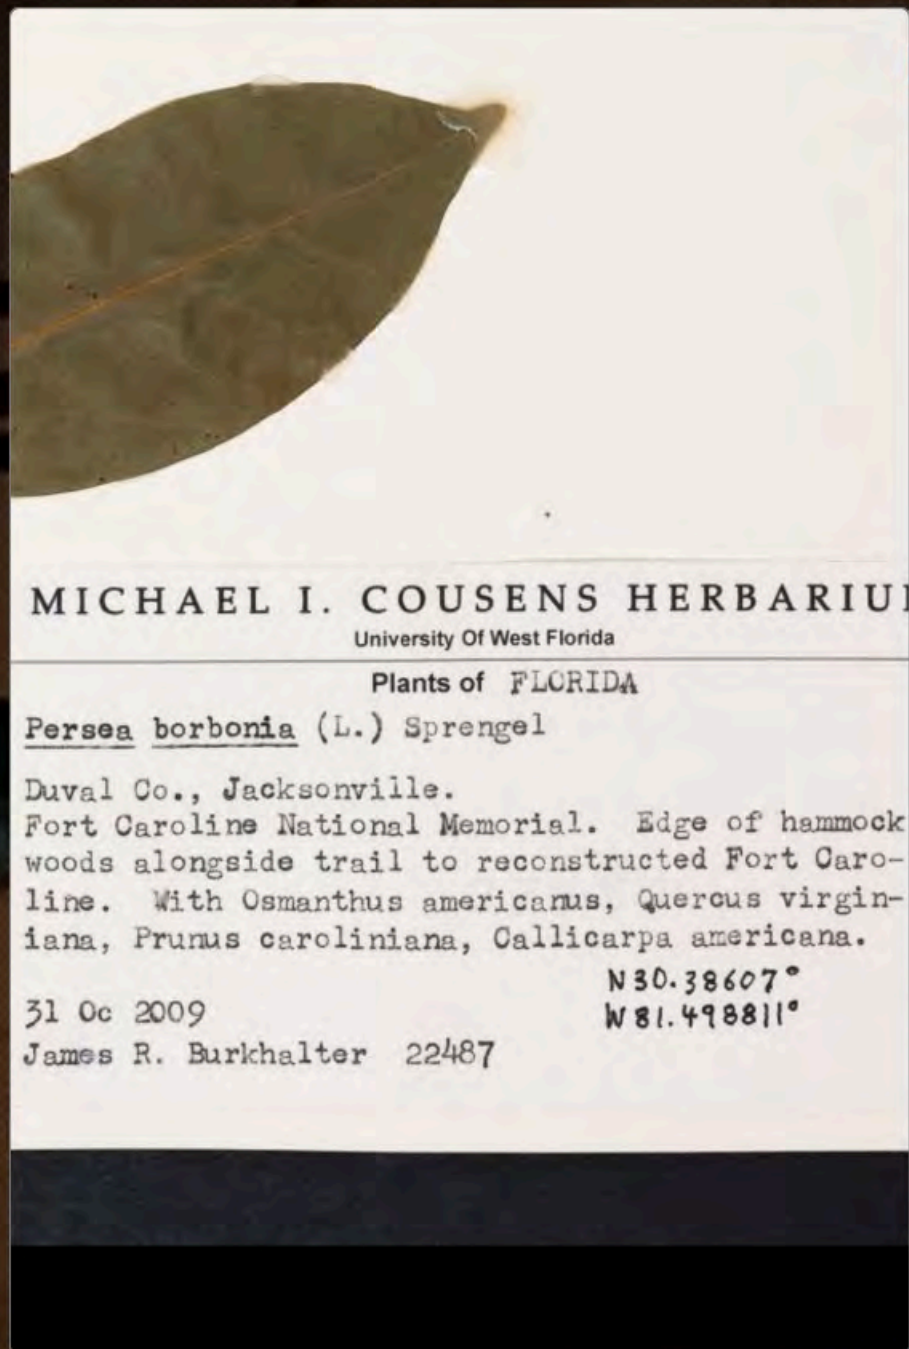 MICHAEL I. COUSENS HERBARIU
University Of West Florida
Plants of FLORIDA
Persea borbonia (L.) Sprengel
Duval Co., Jacksonville.
Fort Caroline National Memorial. Edge of hammock
woods alongside trail to reconstructed Fort Caro-
line. With Osmanthus americanus, Quercus virgin-
iana, Prunus caroliniana, Callicarpa americana.
N30.38607°
31 Oc 2009
W81.498811°
James R. Burkhalter 22487